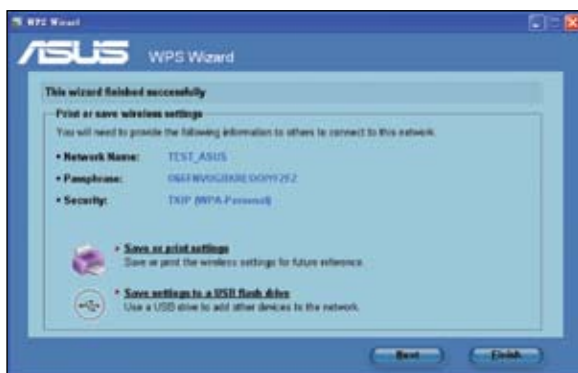 WPS Wizard
ASUS WPS Wizard
This wizard finished successfully
Print or save wireless settings
You will need to provide the following information to others to connect to this network.
• Network Name: TEST_ASUS
• Passphrase:
• Security: TKIP (WPA-Personal)
• Save or print settings
Save or print the wireless settings for future reference.
• Save settings to a USB flash drive
Use a USB drive to add other devices to the network.
Next Finish